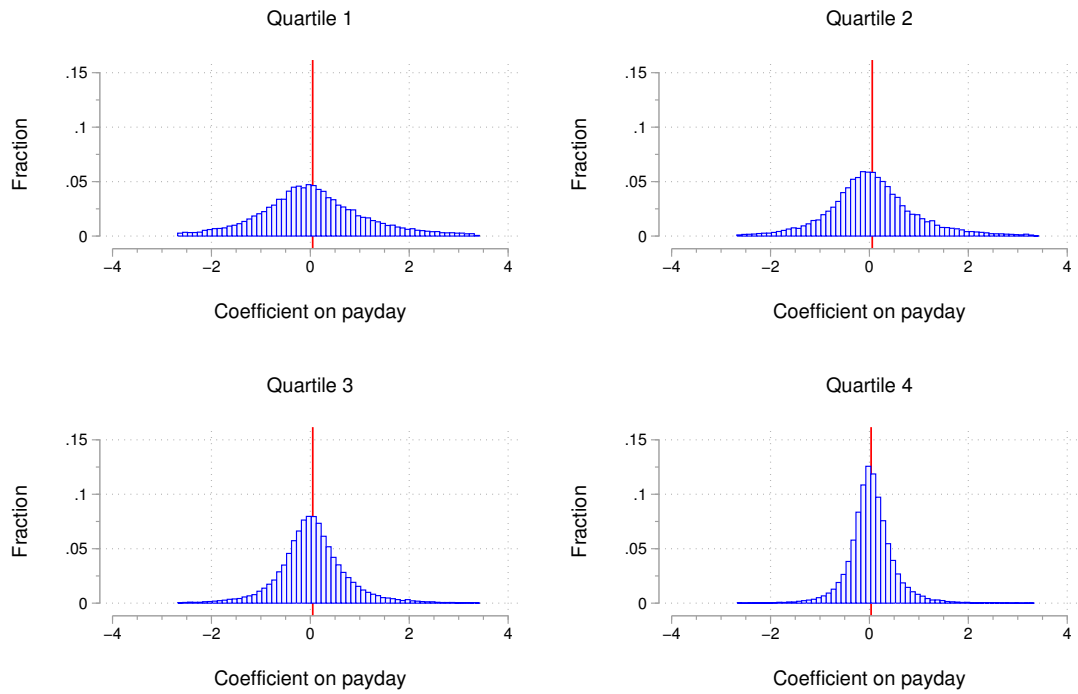 Quartile 1
Fraction
.15
.1
.05
0
−4 −2 0 2 4
Coefficient on payday
Quartile 2
Fraction
.15
.1
.05
0
−4 −2 0 2 4
Coefficient on payday
Quartile 3
Fraction
.15
.1
.05
0
−4 −2 0 2 4
Coefficient on payday
Quartile 4
Fraction
.15
.1
.05
0
−4 −2 0 2 4
Coefficient on payday